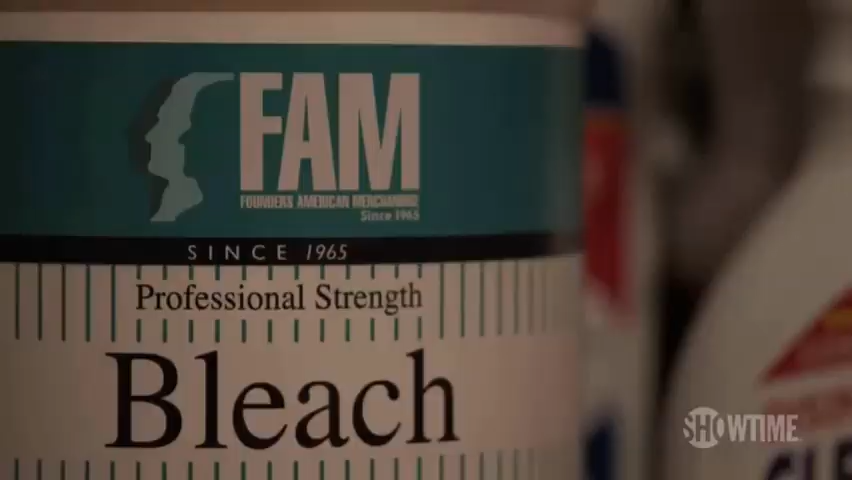 FAM
FOUNDERS AMERICAN MERCHANDISE
Since 1965
SINCE 1965
Professional Strength
Bleach
SHOWTIME